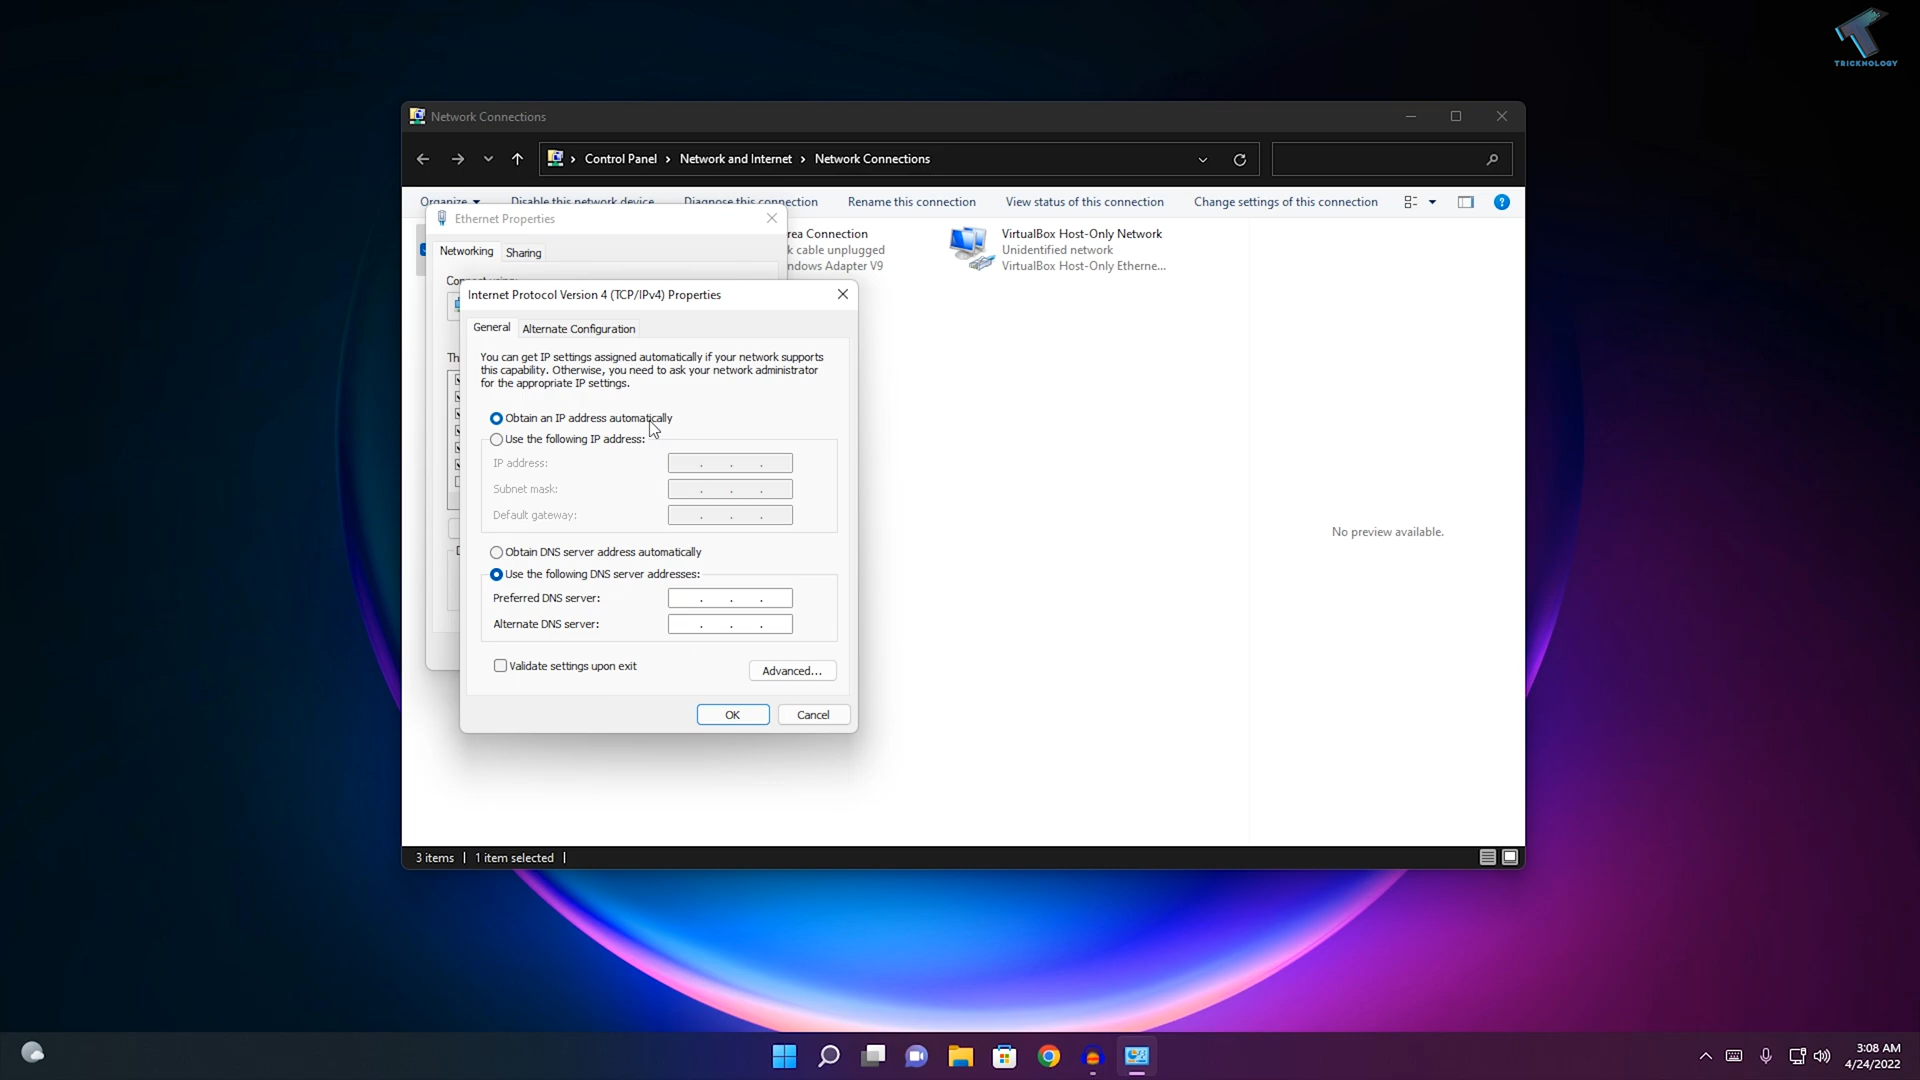 TRICKNOLOGY
Network Connections
Control Panel > Network and Internet > Network Connections
Organize Disable this network device Diagnose this connection Rename this connection View status of this connection Change settings of this connection
Ethernet Properties
Networking Sharing
rea Connection
k cable unplugged
ndows Adapter V9
VirtualBox Host-Only Network
Unidentified network
VirtualBox Host-Only Etherne...
Internet Protocol Version 4 (TCP/IPv4) Properties
General Alternate Configuration
You can get IP settings assigned automatically if your network supports
this capability. Otherwise, you need to ask your network administrator
for the appropriate IP settings.
Obtain an IP address automatically
Use the following IP address:
IP address: . . .
Subnet mask: . . .
Default gateway: . . .
Obtain DNS server address automatically
Use the following DNS server addresses:
Preferred DNS server: . . .
Alternate DNS server: . . .
Validate settings upon exit
Advanced...
OK Cancel
No preview available.
3 items | 1 item selected |
3:08 AM
4/24/2022